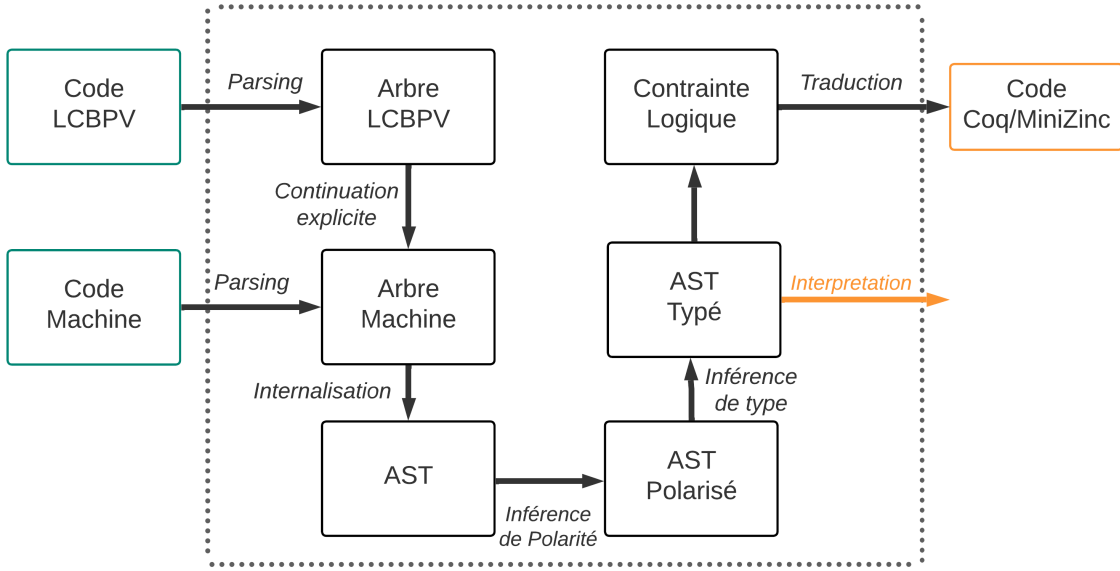 Code
LCBPV
Parsing
Arbre
LCBPV
Contrainte
Logique
Traduction
Code
Coq/MiniZinc
Continuation
explicite
Code
Machine
Parsing
Arbre
Machine
AST
Typé
Interpretation
Internalisation
Inférence
de type
AST
Inférence
de Polarité
AST
Polarisé